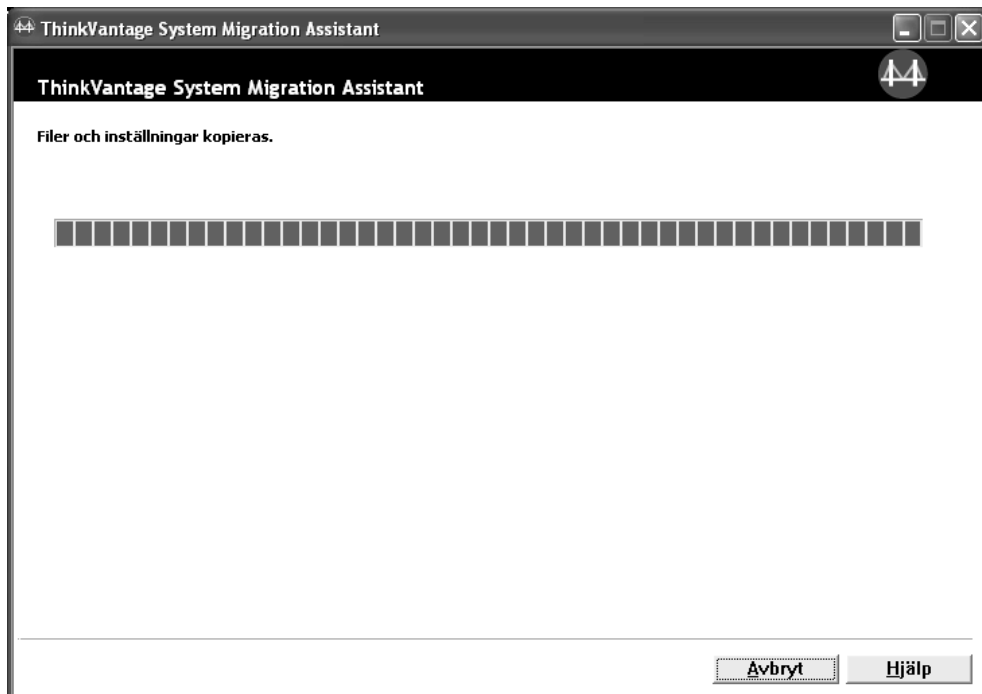 ThinkVantage System Migration Assistant
ThinkVantage System Migration Assistant
Filer och inställningar kopieras.
Avbryt Hjälp